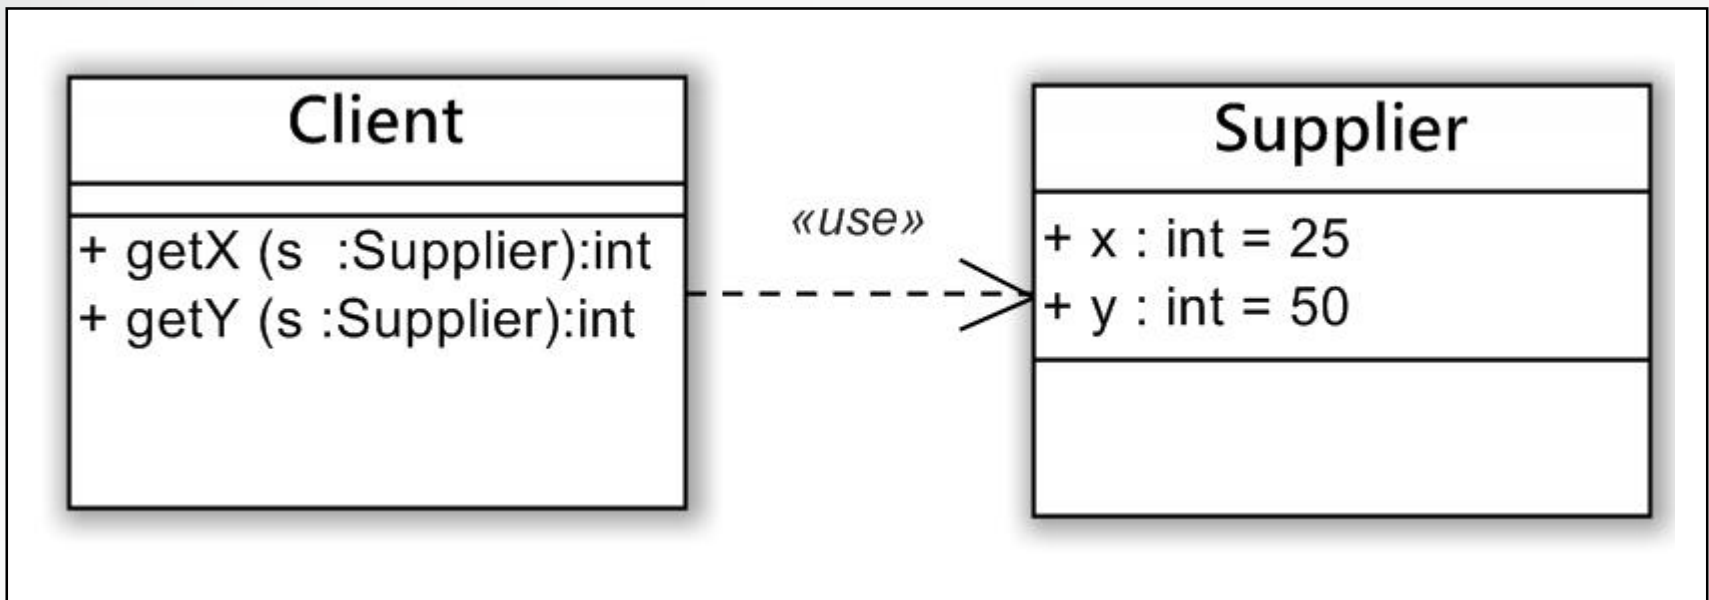 Client
+ getX (s :Supplier):int
+ getY (s :Supplier):int
«use»
Supplier
+ x : int = 25
+ y : int = 50